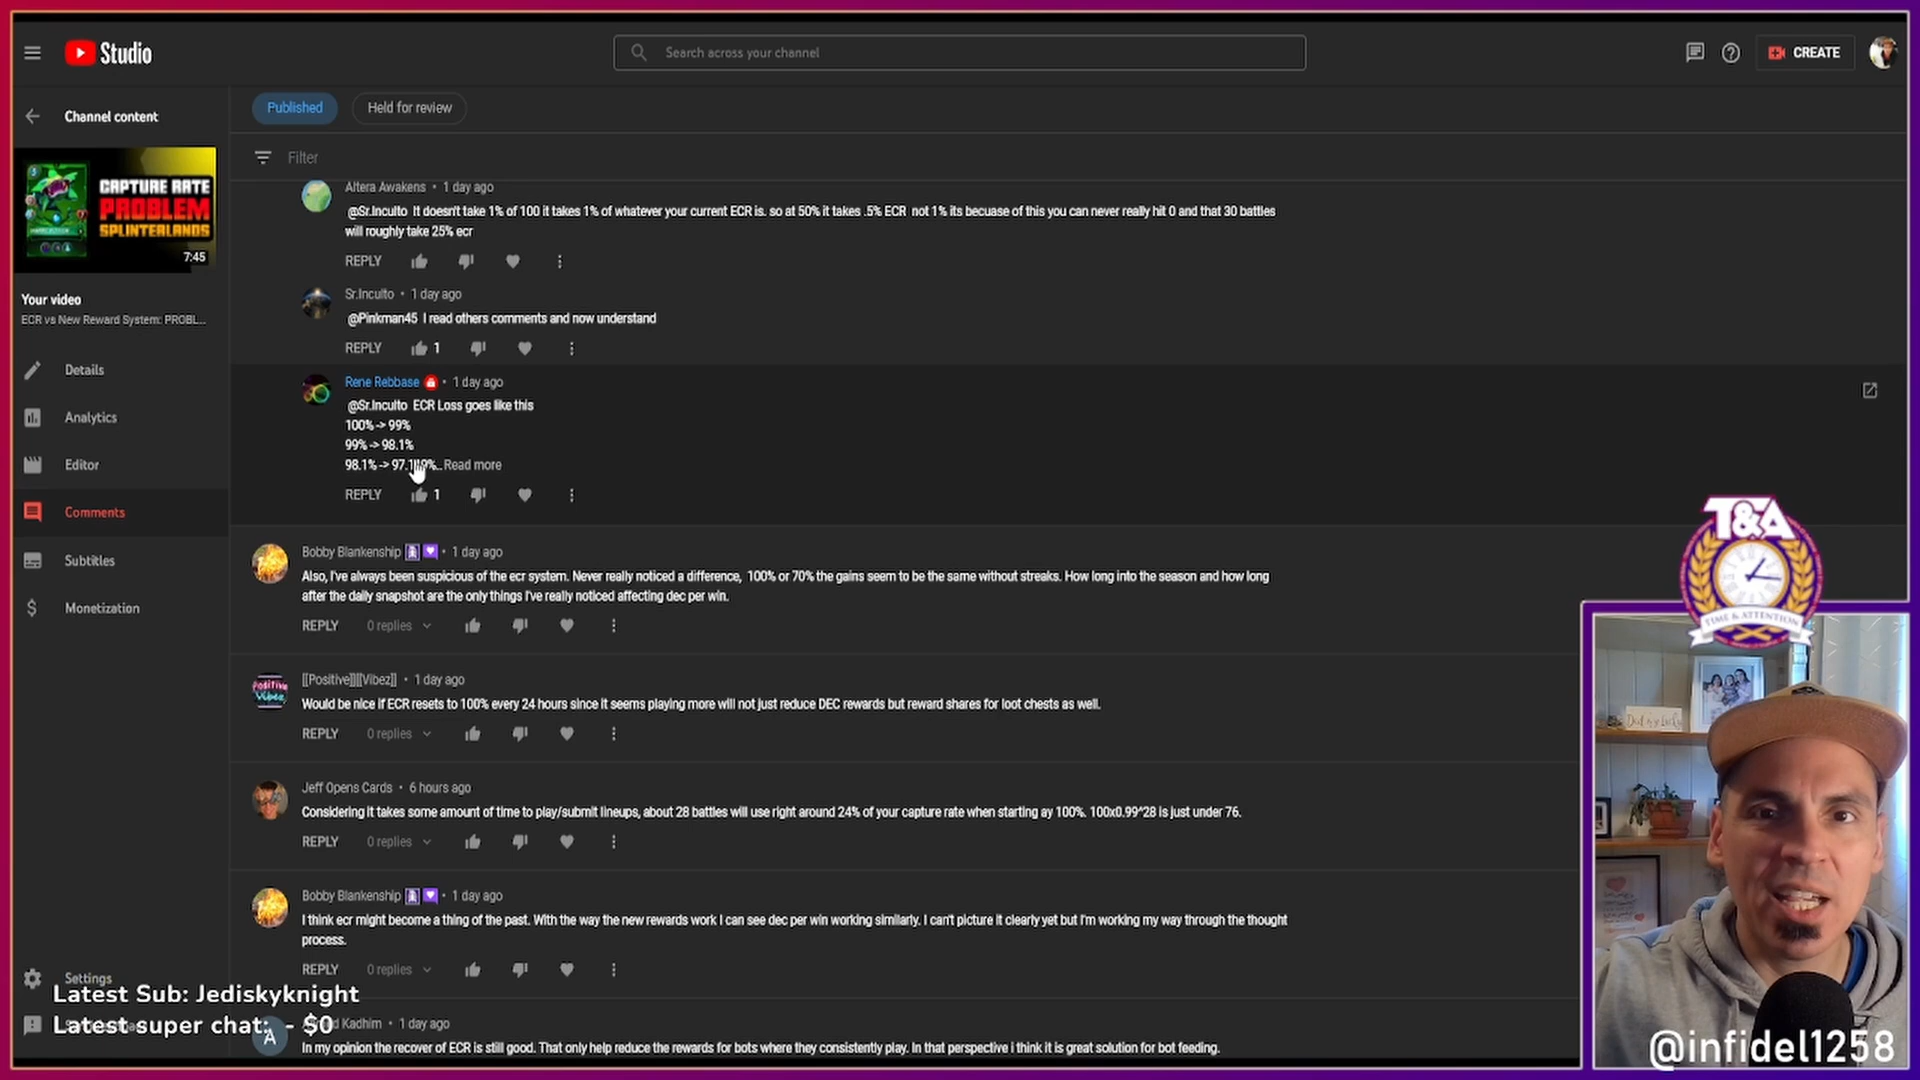 Studio
Search across your channel
CREATE
Channel content
Published
Held for review
Filter
CAPTURE RATE
PROBLEM
SPLINTERLANDS
7:45
Your video
ECR vs New Reward System: PROBL...
Details
Analytics
Editor
Comments
Subtitles
Monetization
Settings
Altera Awakens • 1 day ago
@Sr.Inculto It doesn't take 1% of 100 it takes 1% of whatever your current ECR is. so at 50% it takes .5% ECR not 1% its becuase of this you can never really hit 0 and that 30 battles
will roughly take 25% ecr
REPLY
Sr.Inculto • 1 day ago
@Pinkman45 I read others comments and now understand
REPLY 1
Rene Rebbase • 1 day ago
@Sr.Inculto ECR Loss goes like this
100% -> 99%
99% -> 98.1%
98.1% -> Read more
REPLY 1
Bobby Blankenship • 1 day ago
Also, I've always been suspicious of the ecr system. Never really noticed a difference, 100% or 70% the gains seem to be the same without streaks. How long into the season and how long
after the daily snapshot are the only things I've really noticed affecting dec per win.
REPLY 0 replies
[[Positive]][[Vibez]] • 1 day ago
Would be nice if ECR resets to 100% every 24 hours since it seems playing more will not just reduce DEC rewards but reward shares for loot chests as well.
REPLY 0 replies
Jeff Opens Cards • 6 hours ago
Considering it takes some amount of time to play/submit lineups, about 28 battles will use right around 24% of your capture rate when starting ay 100%. 100x0.99^28 is just under 76.
REPLY 0 replies
Bobby Blankenship • 1 day ago
I think ecr might become a thing of the past. With the way the new rewards work I can see dec per win working similarly. I can't picture it clearly yet but I'm working my way through the thought
process.
REPLY 0 replies
Kadhim • 1 day ago
A
In my opinion the recover of ECR is still good. That only help reduce the rewards for bots where they consistently play. In that perspective i think it is great solution for bot feeding.
Latest Sub: Jediskyknight
Latest super chat: - $0
T&A
TIME & ATTENTION
@infidel1258